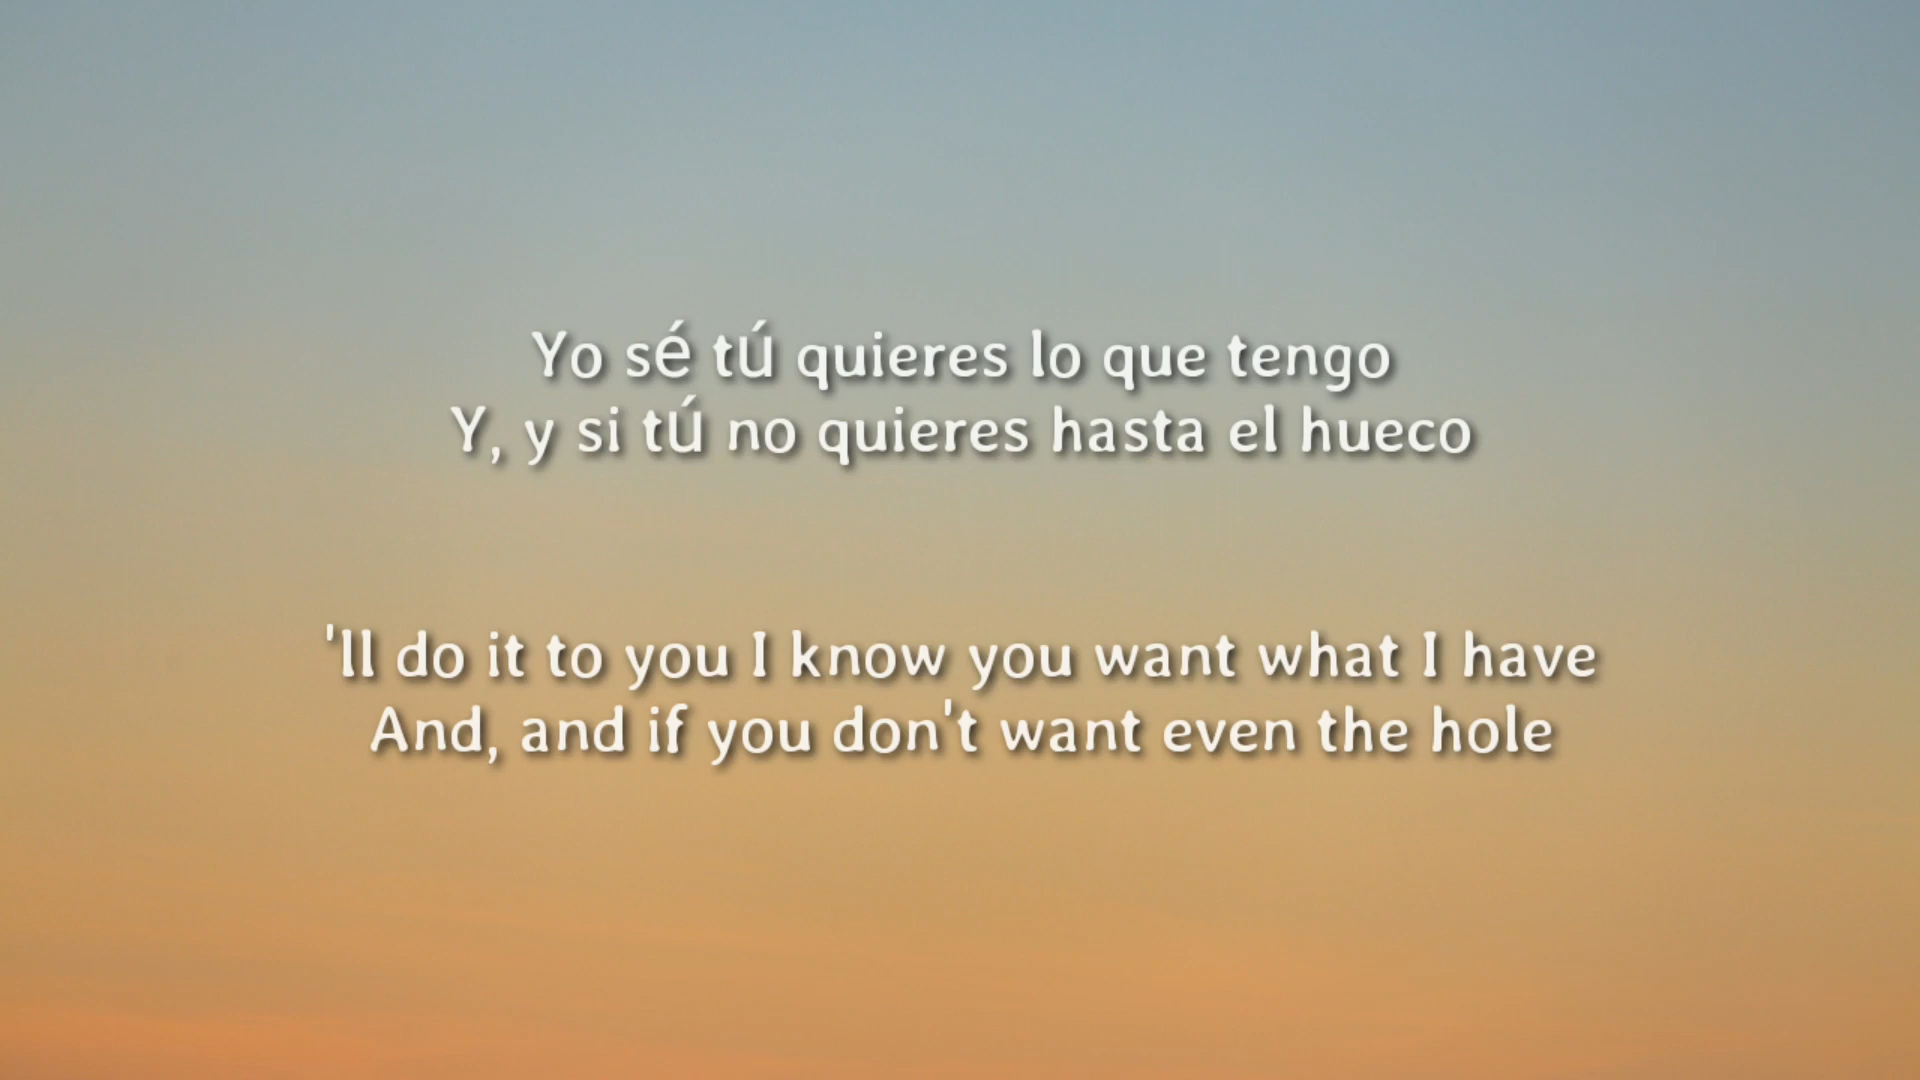 Yo sé tú quieres lo que tengo
Y, y si tú no quieres hasta el hueco
'll do it to you I know you want what I have
And, and if you don't want even the hole